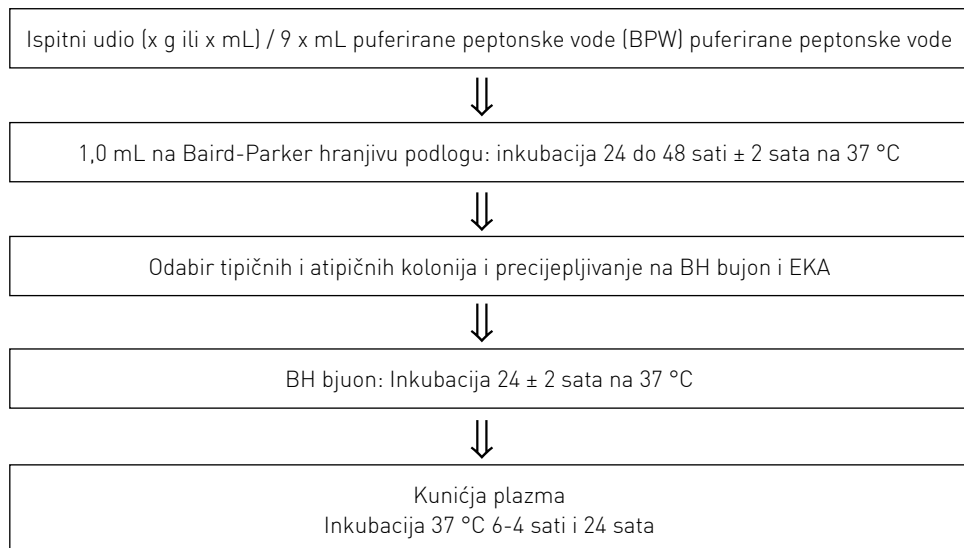 Ispitni udio (x g ili x mL) / 9 x mL puferirane peptonske vode (BPW) puferirane peptonske vode
⇓
1,0 mL na Baird-Parker hranjivu podlogu: inkubacija 24 do 48 sati ± 2 sata na 37 °C
⇓
Odabir tipičnih i atipičnih kolonija i precijepljivanje na BH bujon i EKA
⇓
BH bjuon: Inkubacija 24 ± 2 sata na 37 °C
⇓
Kunićja plazma
Inkubacija 37 °C 6-4 sati i 24 sata